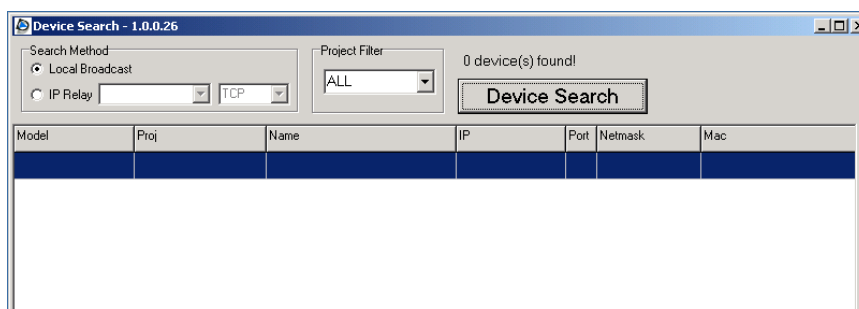 Device Search - 1.0.0.26
Search Method
Local Broadcast
IP Relay TCP
Project Filter
ALL
0 device(s) found!
Device Search
Model Proj Name IP Port Netmask Mac